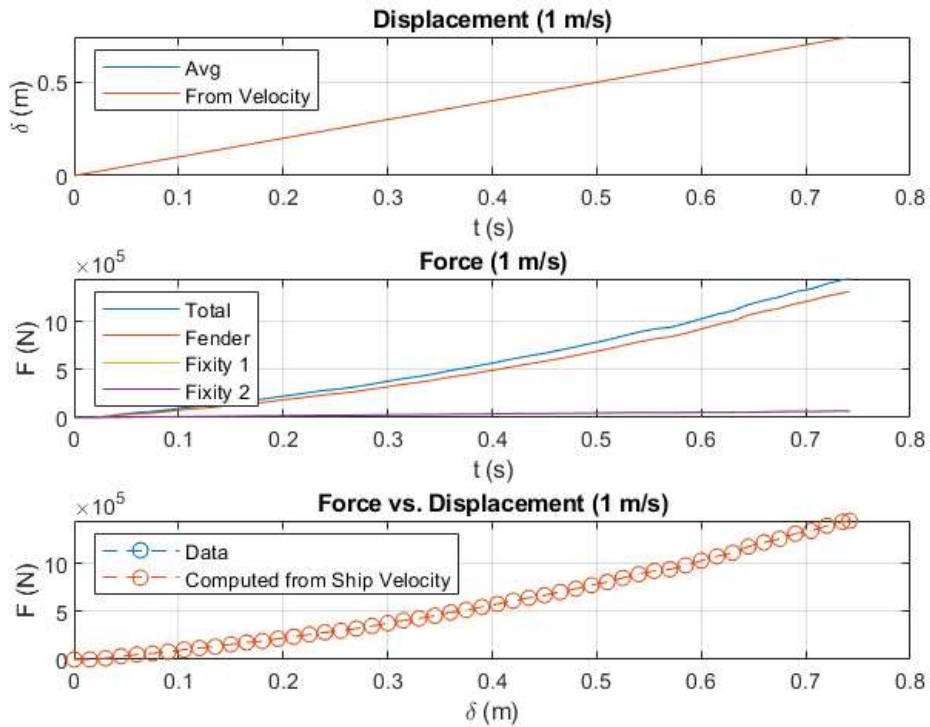 Displacement (1 m/s)
δ (m)
0.5
0
Avg
From Velocity
0 0.1 0.2 0.3 0.4 0.5 0.6 0.7 0.8
t (s)
Force (1 m/s)
×10⁵
F (N)
10
5
0
Total
Fender
Fixity 1
Fixity 2
0 0.1 0.2 0.3 0.4 0.5 0.6 0.7 0.8
t (s)
Force vs. Displacement (1 m/s)
×10⁵
F (N)
10
5
0
Data
Computed from Ship Velocity
0 0.1 0.2 0.3 0.4 0.5 0.6 0.7 0.8
δ (m)